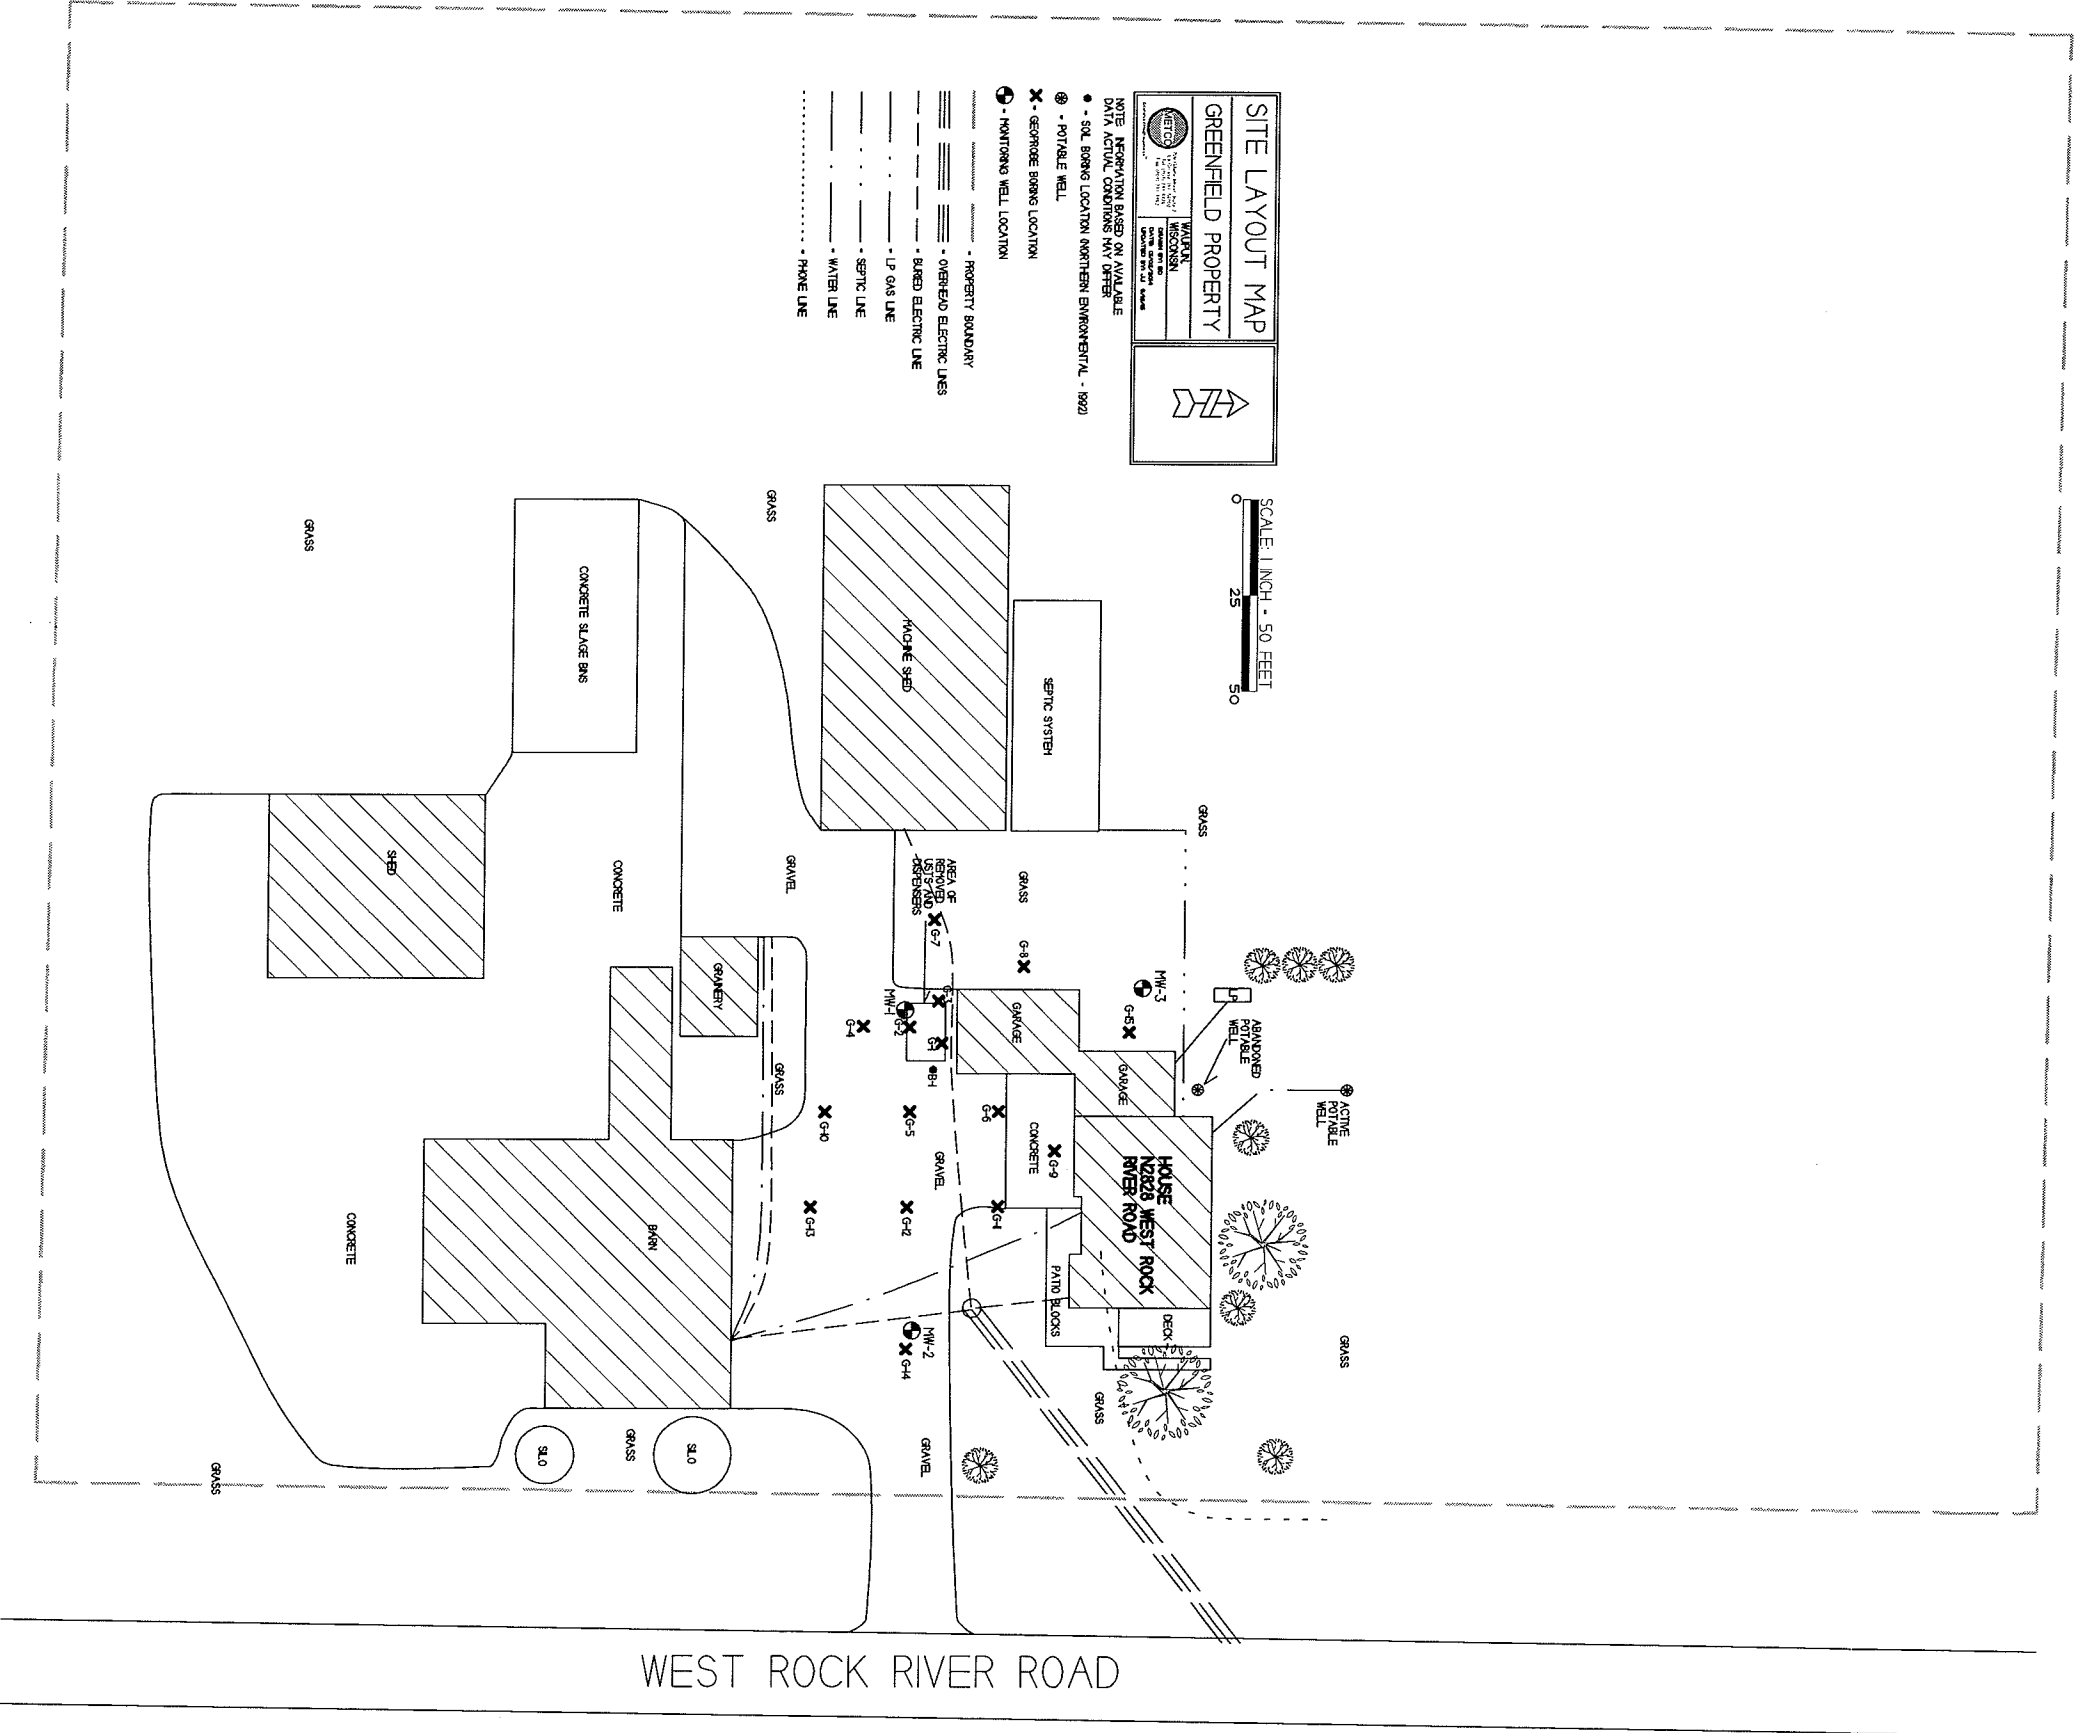 SITE LAYOUT MAP
GREENFIELD PROPERTY
METCO
WAUPUN,
WISCONSIN
NOTE: INFORMATION BASED ON AVAILABLE
DATA ACTUAL CONDITIONS MAY DIFFER
N
SCALE: 1 INCH = 50 FEET
0
25
50
- SOIL BORING LOCATION (NORTHERN ENVIRONMENTAL - 1992)
- POTABLE WELL
- GEOPROBE BORING LOCATION
- MONITORING WELL LOCATION
- PROPERTY BOUNDARY
- OVERHEAD ELECTRIC LINES
- BURIED ELECTRIC LINE
- LP GAS LINE
- SEPTIC LINE
- WATER LINE
- PHONE LINE
GRASS
GRASS
CONCRETE SILAGE BINS
MACHINE SHED
SEPTIC SYSTEM
GRASS
SHED
CONCRETE
GRAVEL
AREA OF
REMOVED
USTS AND
DISPENSERS
GRASS
G-7
G-8
MW-3
G-15
LP
ABANDONED
POTABLE
WELL
ACTIVE
POTABLE
WELL
GRAINERY
GRASS
MW-1
G-3
G-2
G-1
G-4
B-1
GARAGE
GARAGE
G-10
G-5
G-6
CONCRETE
G-9
HOUSE
N2828 WEST ROCK
RIVER ROAD
GRAVEL
G-13
G-12
G-11
BARN
CONCRETE
PATIO BLOCKS
DECK
MW-2
G-14
GRASS
GRASS
GRAVEL
SILO
GRASS
SILO
GRASS
WEST ROCK RIVER ROAD